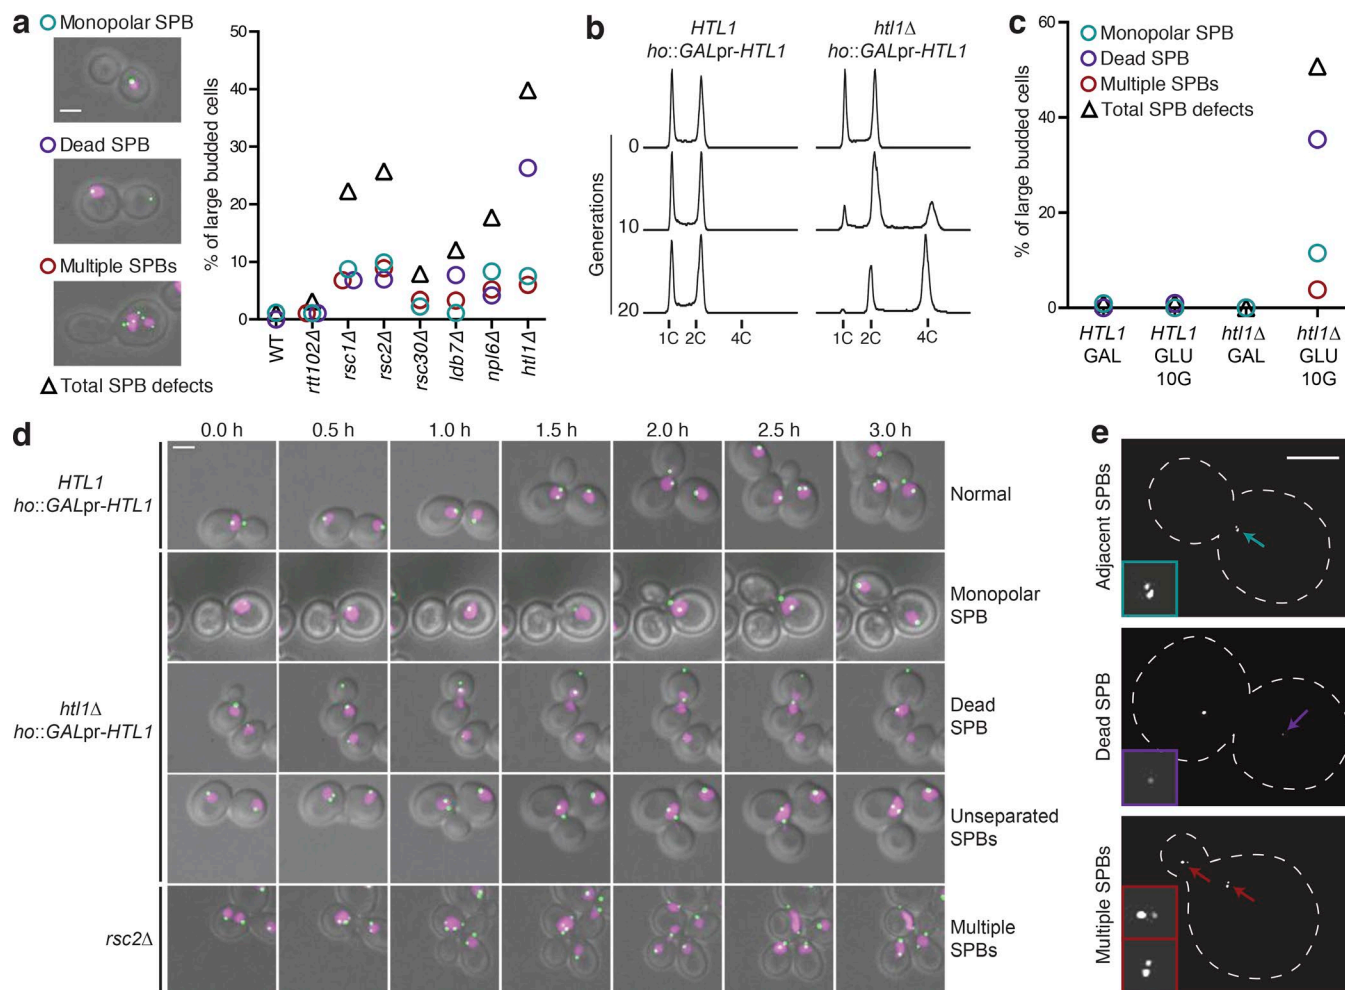 a
Monopolar SPB
Dead SPB
Multiple SPBs
Total SPB defects
% of large budded cells
50
40
30
20
10
0
WT
rtt102Δ
rsc1Δ
rsc2Δ
rsc30Δ
ldb7Δ
npl6Δ
htl1Δ
b
HTL1
ho::GALpr-HTL1
htl1Δ
ho::GALpr-HTL1
Generations
0
10
20
1C 2C 4C
1C 2C 4C
c
% of large budded cells
60
40
20
0
Monopolar SPB
Dead SPB
Multiple SPBs
Total SPB defects
HTL1
GAL
HTL1
GLU
10G
htl1Δ
GAL
htl1Δ
GLU
10G
d
0.0 h 0.5 h 1.0 h 1.5 h 2.0 h 2.5 h 3.0 h
HTL1
ho::GALpr-HTL1
Normal
Monopolar
SPB
htl1Δ
ho::GALpr-HTL1
Dead
SPB
Unseparated
SPBs
rsc2Δ
Multiple
SPBs
e
Adjacent SPBs
Dead SPB
Multiple SPBs